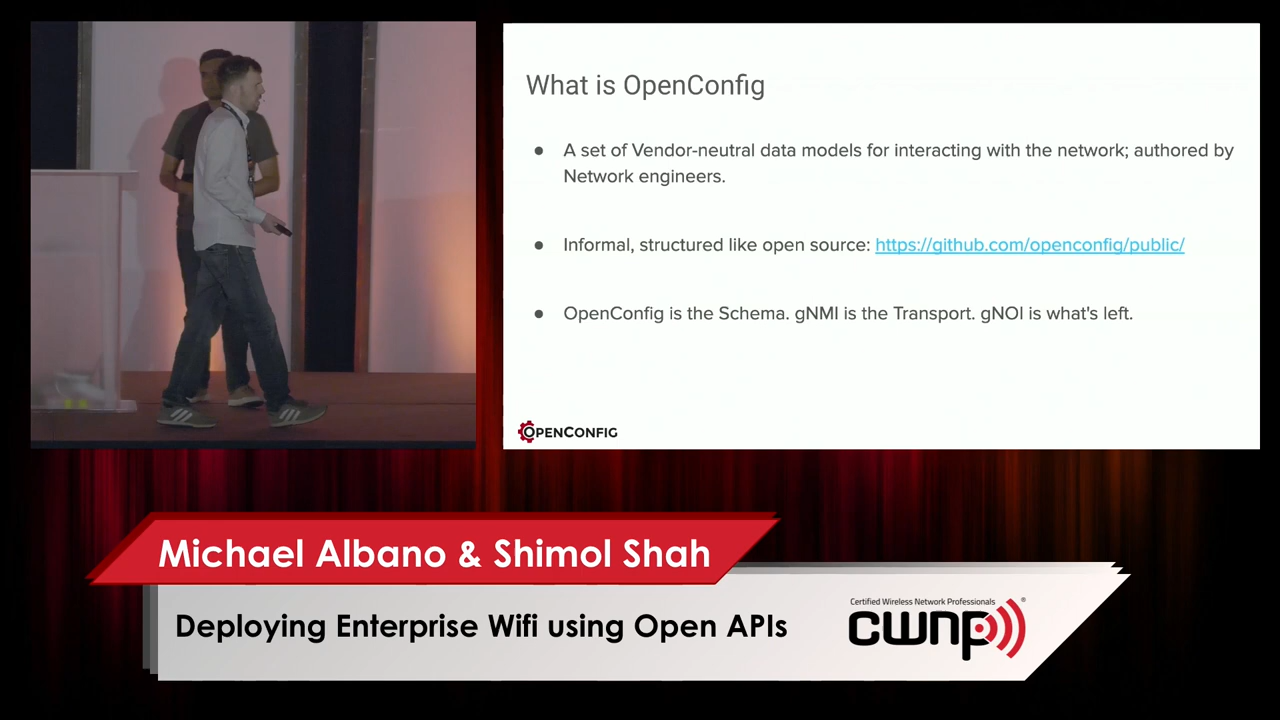 What is OpenConfig
● A set of Vendor-neutral data models for interacting with the network; authored by
Network engineers.
● Informal, structured like open source: https://github.com/openconfig/public/
● OpenConfig is the Schema. gNMI is the Transport. gNOI is what's left.
OPENCONFIG
Michael Albano & Shimol Shah
Deploying Enterprise Wifi using Open APIs
Certified Wireless Network Professionals
cwnp®